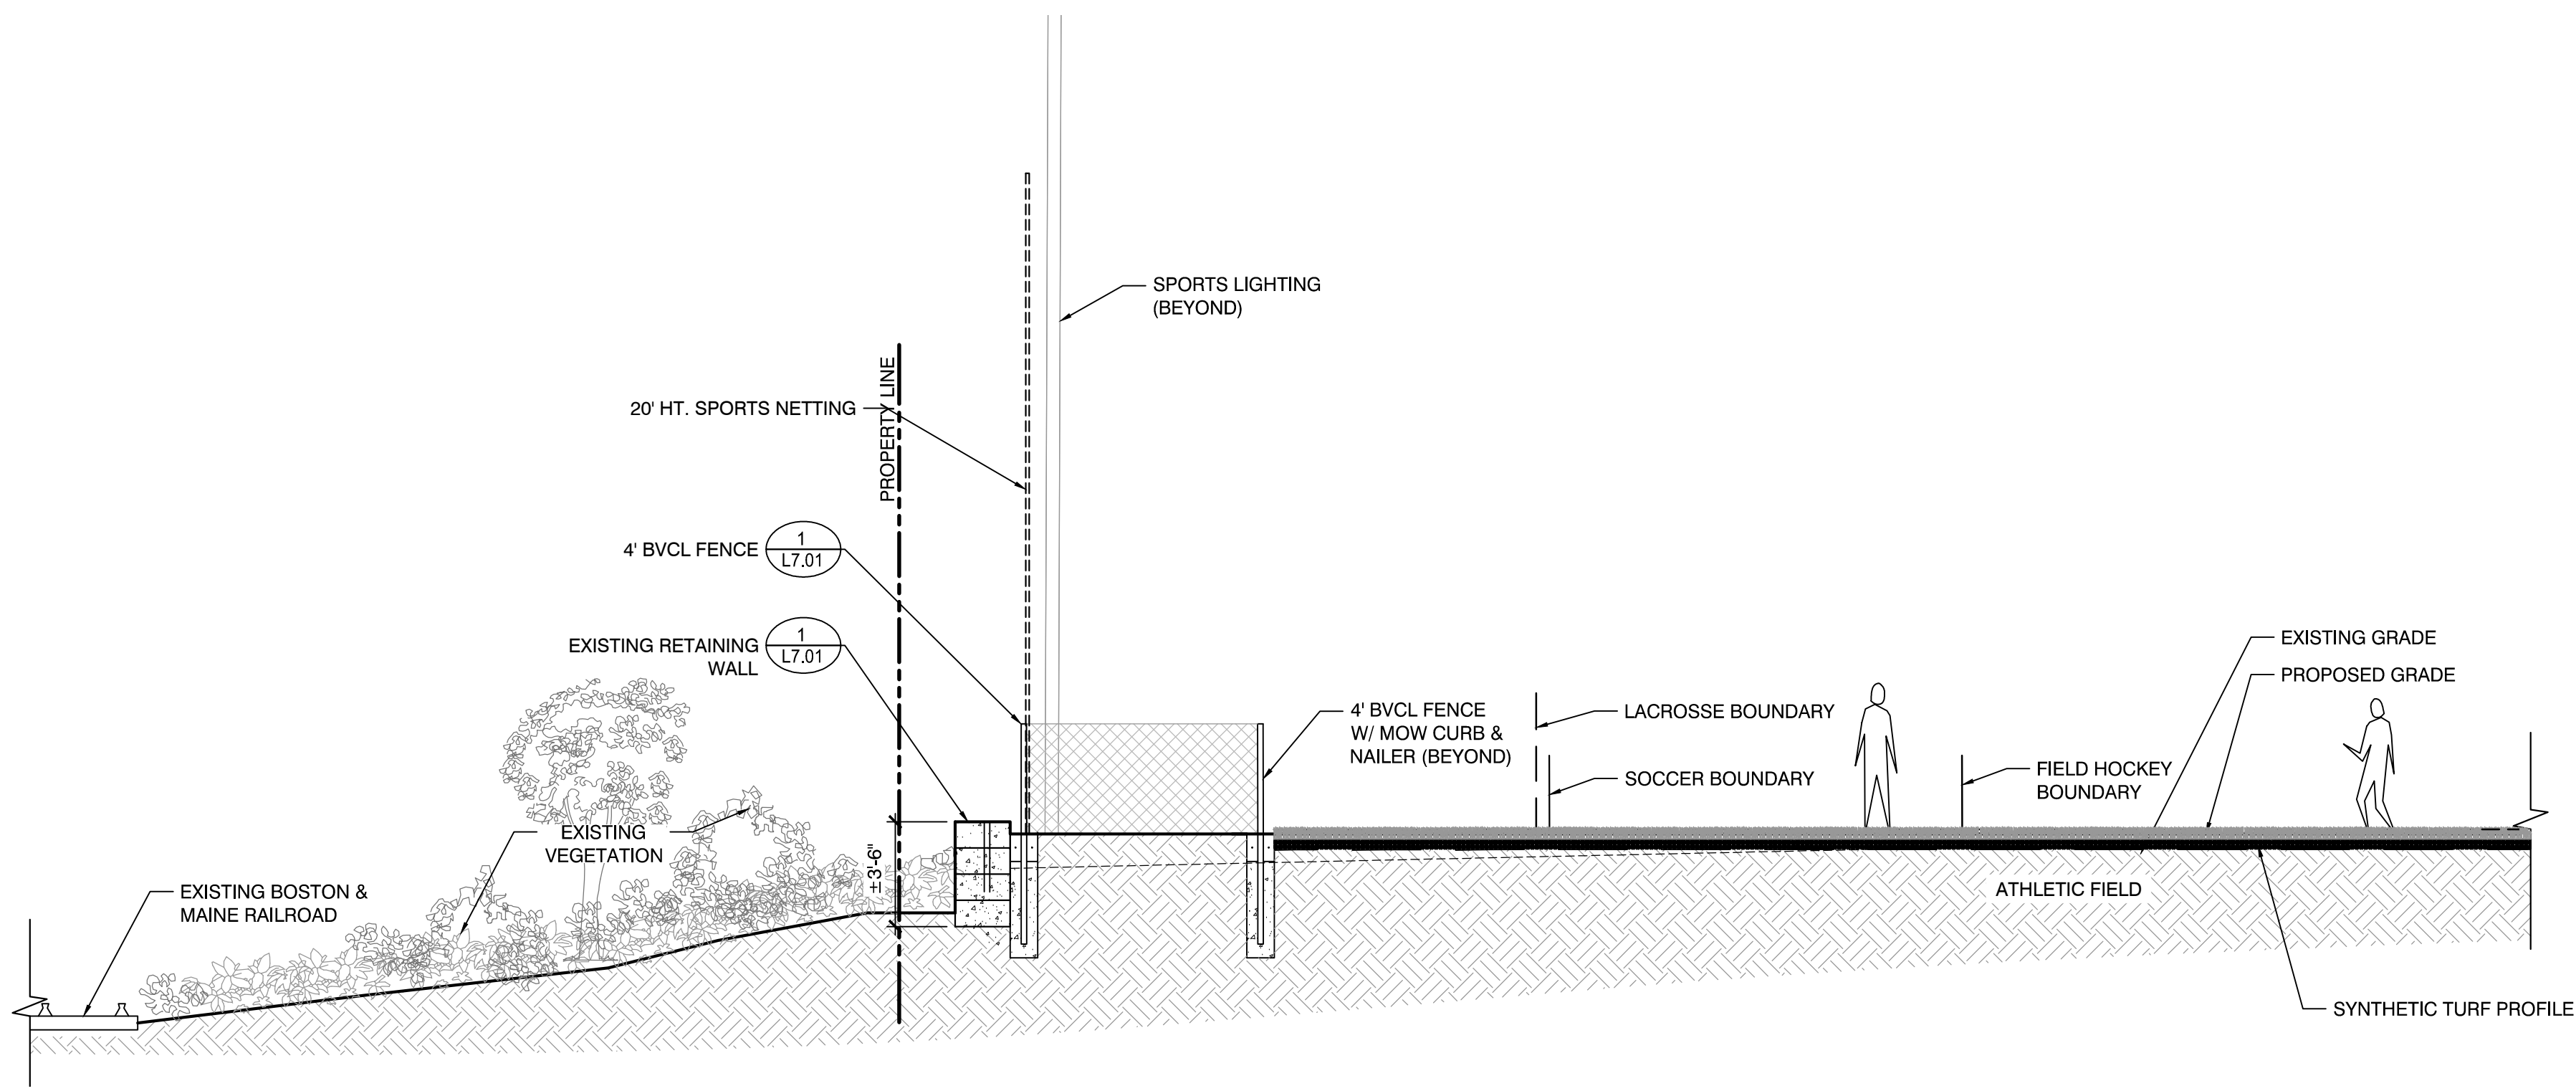 SPORTS LIGHTING
(BEYOND)
PROPERTY LINE
20' HT. SPORTS NETTING
4' BVCL FENCE
1
L7.01
EXISTING RETAINING
WALL
1
L7.01
EXISTING GRADE
PROPOSED GRADE
4' BVCL FENCE
W/ MOW CURB &
NAILER (BEYOND)
LACROSSE BOUNDARY
SOCCER BOUNDARY
FIELD HOCKEY
BOUNDARY
EXISTING
VEGETATION
±3'-6"
EXISTING BOSTON &
MAINE RAILROAD
ATHLETIC FIELD
SYNTHETIC TURF PROFILE